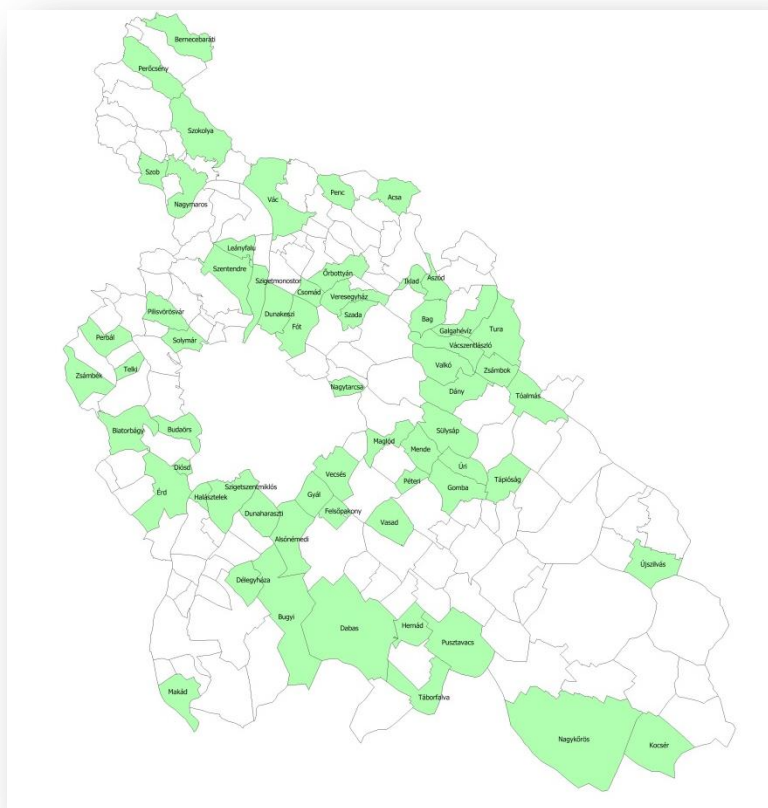 Bernecebaráti
Perőcsény
Szokolya
Szob
Nagymaros
Vác
Penc
Acsa
Leányfalu
Szentendre
Szigetmonostor
Őrbottyán
Iklad
Aszód
Csomád
Veresegyház
Dunakeszi
Szada
Fót
Pilisvörösvár
Bag
Galgahévíz
Tura
Perbál
Solymár
Vácszentlászló
Telki
Valkó
Zsámbok
Zsámbék
Nagytarcsa
Dány
Tóalmás
Biatorbágy
Budaörs
Sülysáp
Maglód
Mende
Diósd
Vecsés
Úri
Érd
Szigetszentmiklós
Péteri
Gomba
Tápióság
Halásztelek
Gyál
Dunaharaszti
Felsőpakony
Vasad
Alsónémedi
Újszilvás
Délegyháza
Bugyi
Dabas
Hernád
Pusztavacs
Makád
Táborfalva
Nagykőrös
Kocsér